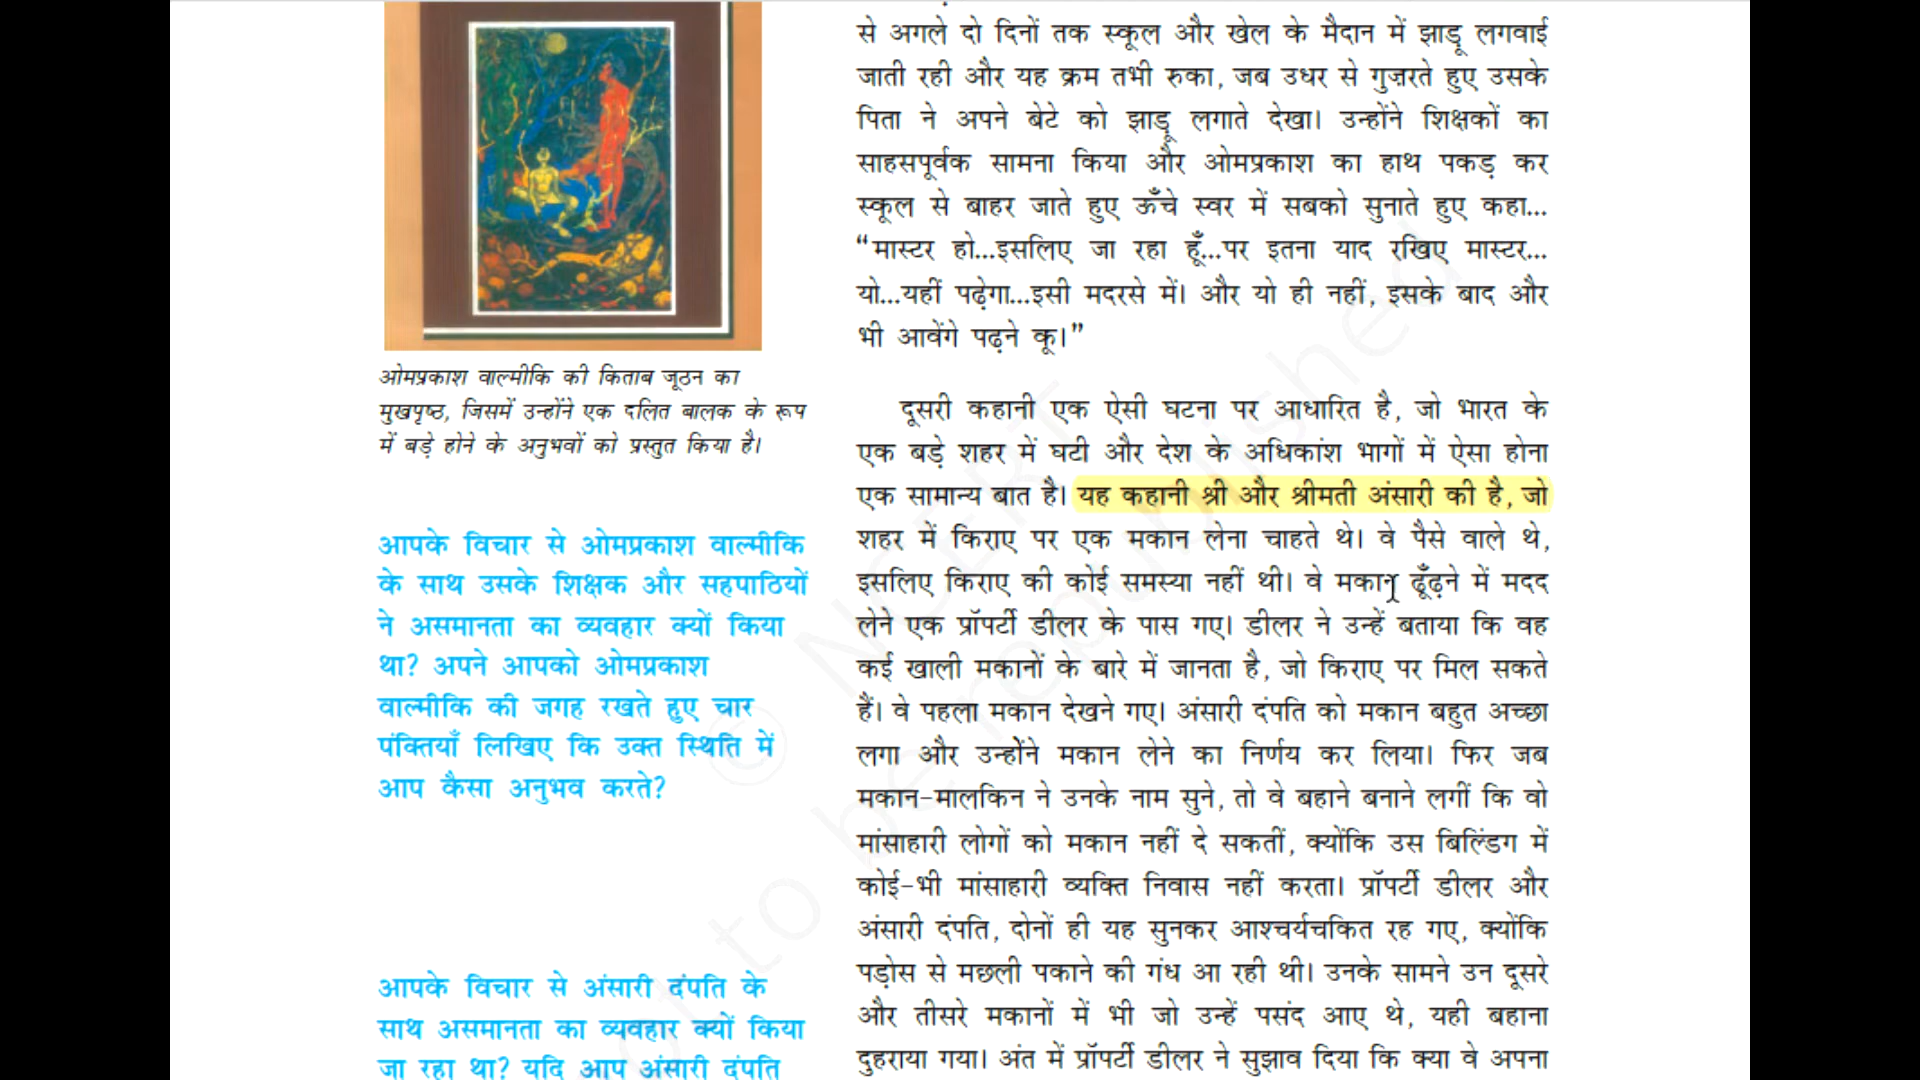 ओमप्रकाश वाल्मीकि की किताब जूठन का
मुखपृष्ठ, जिसमें उन्होंने एक दलित बालक के रूप
में बड़े होने के अनुभवों को प्रस्तुत किया है।
आपके विचार से ओमप्रकाश वाल्मीकि
के साथ उसके शिक्षक और सहपाठियों
ने असमानता का व्यवहार क्यों किया
था? अपने आपको ओमप्रकाश
वाल्मीकि की जगह रखते हुए चार
पंक्तियाँ लिखिए कि उक्त स्थिति में
आप कैसा अनुभव करते?
आपके विचार से अंसारी दंपति के
साथ असमानता का व्यवहार क्यों किया
जा रहा था? यदि आप अंसारी दंपति
से अगले दो दिनों तक स्कूल और खेल के मैदान में झाड़ू लगवाई
जाती रही और यह क्रम तभी रुका, जब उधर से गुज़रते हुए उसके
पिता ने अपने बेटे को झाड़ू लगाते देखा। उन्होंने शिक्षकों का
साहसपूर्वक सामना किया और ओमप्रकाश का हाथ पकड़ कर
स्कूल से बाहर जाते हुए ऊँचे स्वर में सबको सुनाते हुए कहा...
“मास्टर हो...इसलिए जा रहा हूँ...पर इतना याद रखिए मास्टर...
यो...यहीं पढ़ेगा...इसी मदरसे में। और यो ही नहीं, इसके बाद और
भी आवेंगे पढ़ने कू।”
दूसरी कहानी एक ऐसी घटना पर आधारित है, जो भारत के
एक बड़े शहर में घटी और देश के अधिकांश भागों में ऐसा होना
एक सामान्य बात है। यह कहानी श्री और श्रीमती अंसारी की है, जो
शहर में किराए पर एक मकान लेना चाहते थे। वे पैसे वाले थे,
इसलिए किराए की कोई समस्या नहीं थी। वे मकान ढूँढ़ने में मदद
लेने एक प्रॉपर्टी डीलर के पास गए। डीलर ने उन्हें बताया कि वह
कई खाली मकानों के बारे में जानता है, जो किराए पर मिल सकते
हैं। वे पहला मकान देखने गए। अंसारी दंपति को मकान बहुत अच्छा
लगा और उन्होंने मकान लेने का निर्णय कर लिया। फिर जब
मकान-मालकिन ने उनके नाम सुने, तो वे बहाने बनाने लगीं कि वो
मांसाहारी लोगों को मकान नहीं दे सकतीं, क्योंकि उस बिल्डिंग में
कोई-भी मांसाहारी व्यक्ति निवास नहीं करता। प्रॉपर्टी डीलर और
अंसारी दंपति, दोनों ही यह सुनकर आश्चर्यचकित रह गए, क्योंकि
पड़ोस से मछली पकाने की गंध आ रही थी। उनके सामने उन दूसरे
और तीसरे मकानों में भी जो उन्हें पसंद आए थे, यही बहाना
दुहराया गया। अंत में प्रॉपर्टी डीलर ने सुझाव दिया कि क्या वे अपना
© NCERT
to be republished